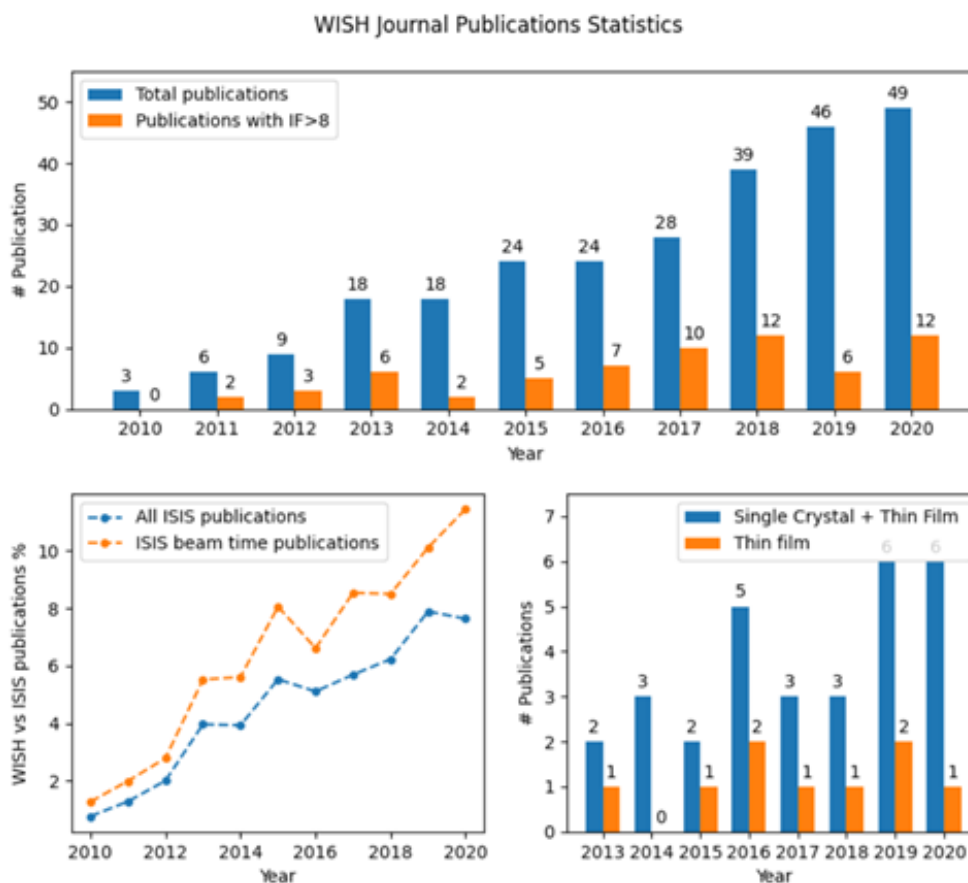 WISH Journal Publications Statistics
Total publications
Publications with IF>8
# Publication
50
40
30
20
10
0
3 0 6 2 9 3 18 6 18 2 24 5 24 7 28 10 39 12 46 6 49 12
2010 2011 2012 2013 2014 2015 2016 2017 2018 2019 2020
Year
All ISIS publications
ISIS beam time publications
WISH vs ISIS publications %
10
8
6
4
2
2010 2012 2014 2016 2018 2020
Year
Single Crystal + Thin Film
Thin film
# Publications
7
6
5
4
3
2
1
0
2 1 3 0 2 1 5 2 3 1 3 1 6 2 6 1
2013 2014 2015 2016 2017 2018 2019 2020
Year